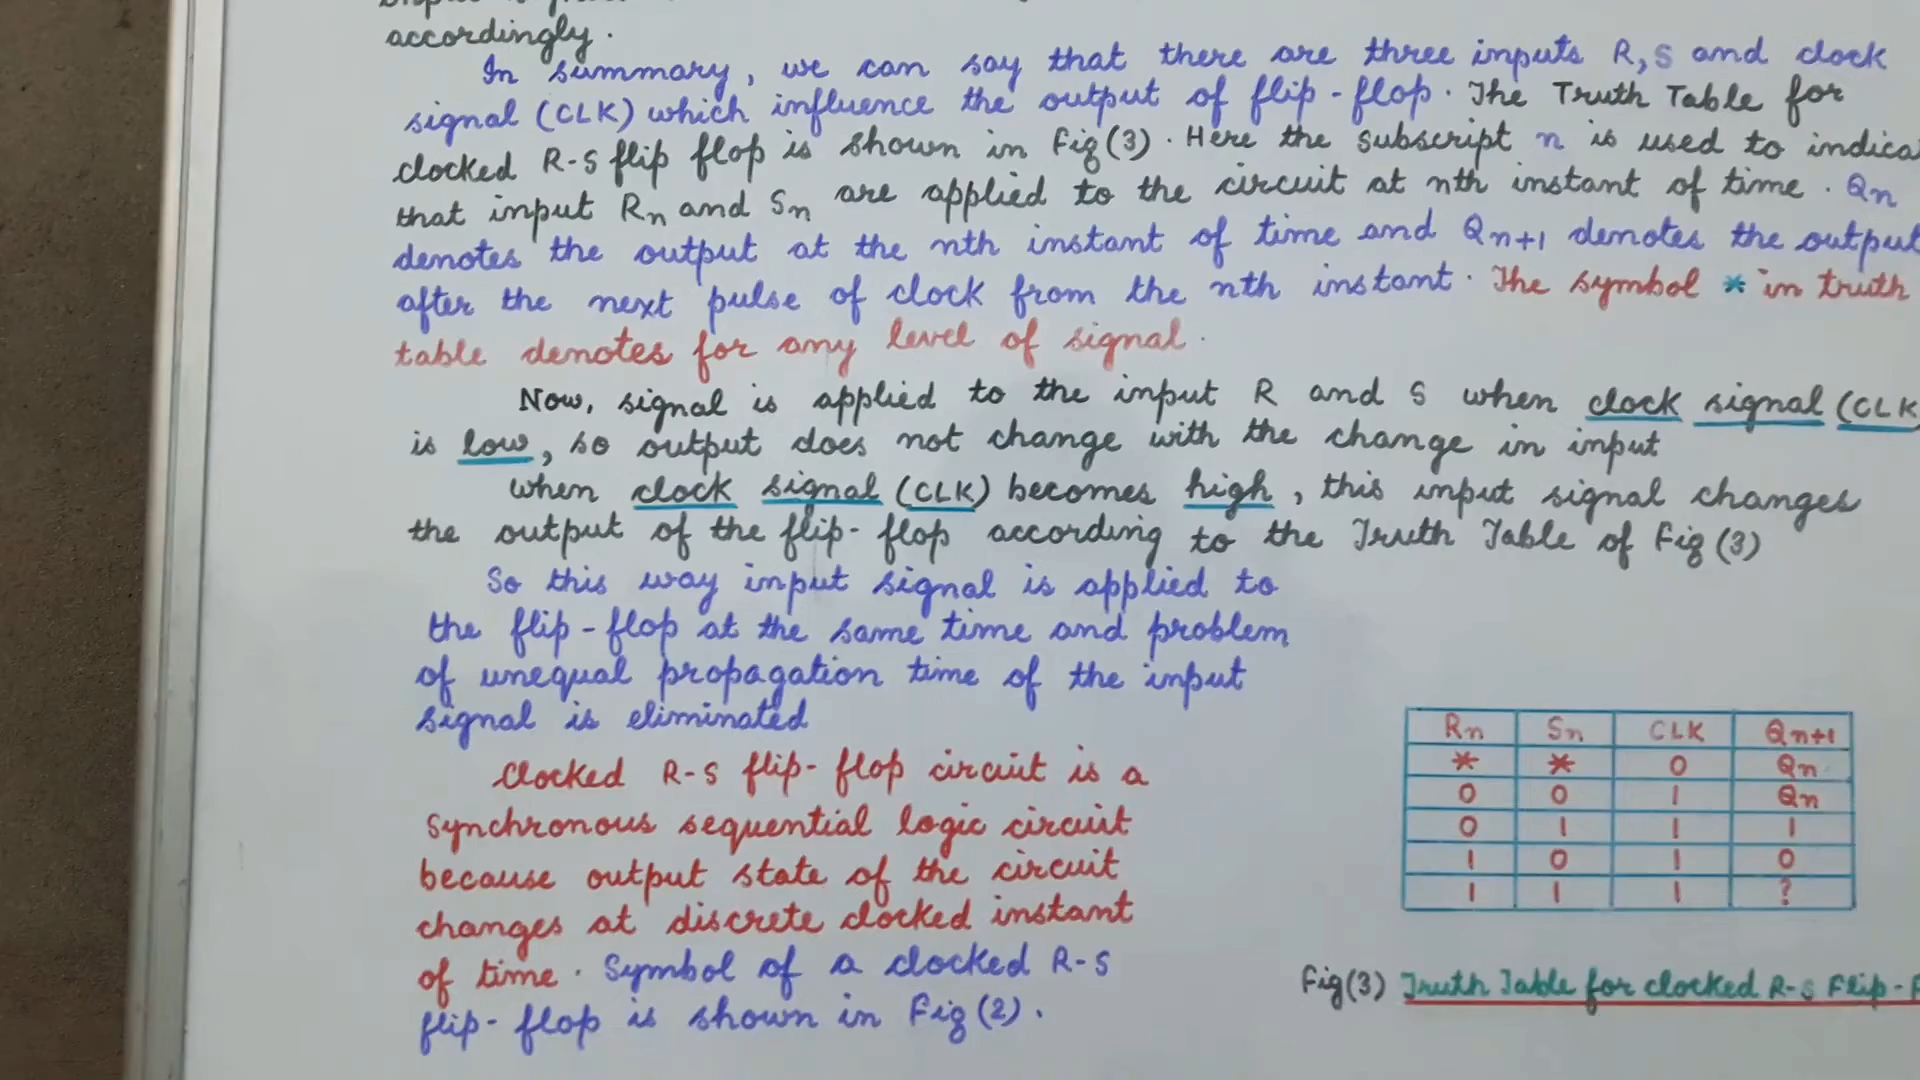 accordingly.
In summary, we can say that there are three inputs R, S and clock
signal (CLK) which influence the output of flip-flop. The Truth Table for
clocked R-S flip flop is shown in Fig (3). Here the subscript n is used to indica
that input Rn and Sn are applied to the circuit at nth instant of time. Qn
denotes the output at the nth instant of time and Qn+1 denotes the output
after the next pulse of clock from the nth instant. The symbol * in truth
table denotes for any level of signal.
Now, signal is applied to the input R and S when clock signal (CLK
is low, so output does not change with the change in input
when clock signal (CLK) becomes high, this input signal changes
the output of the flip-flop according to the Truth Table of Fig (3)
So this way input signal is applied to
the flip-flop at the same time and problem
of unequal propagation time of the input
signal is eliminated
Clocked R-S flip-flop circuit is a
synchronous sequential logic circuit
because output state of the circuit
changes at discrete clocked instant
of time. Symbol of a clocked R-S
flip-flop is shown in Fig (2).
Rn Sn CLK Qn+1
* * 0 Qn
0 0 1 Qn
0 1 1 1
1 0 1 0
1 1 1 ?
Fig (3) Truth Table for clocked R-S Flip-F